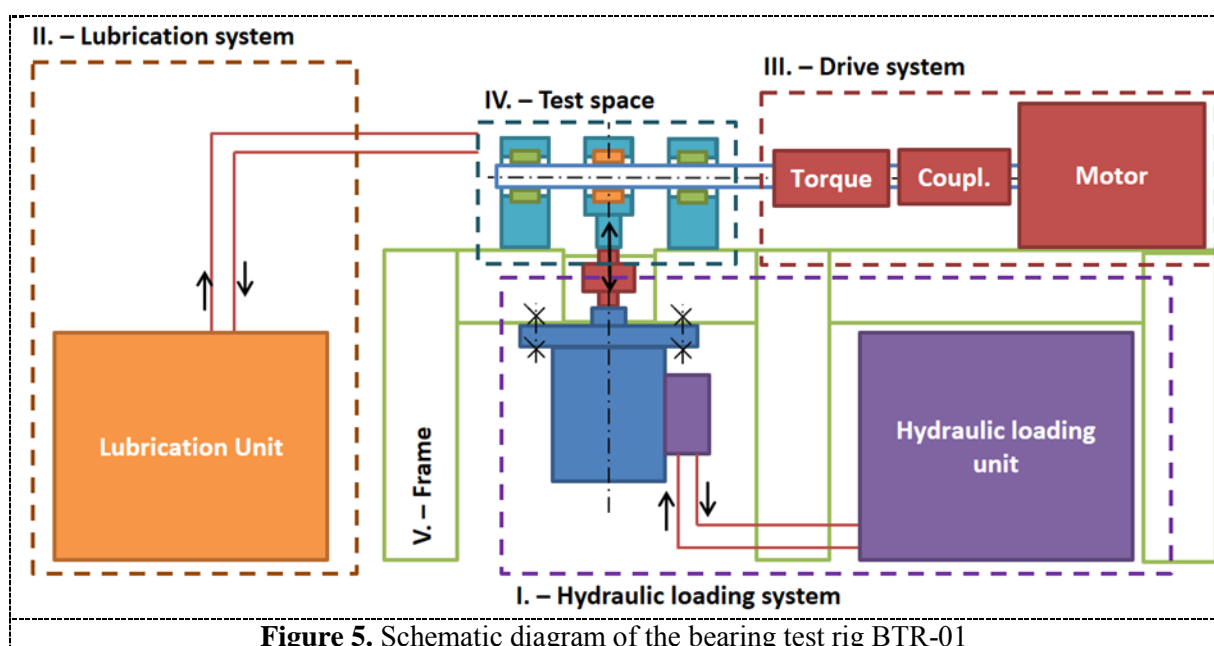 II. – Lubrication system
III. – Drive system
IV. – Test space
Torque
Coupl.
Motor
Lubrication Unit
V. – Frame
Hydraulic loading
unit
I. – Hydraulic loading system
Figure 5. Schematic diagram of the bearing test rig BTR-01